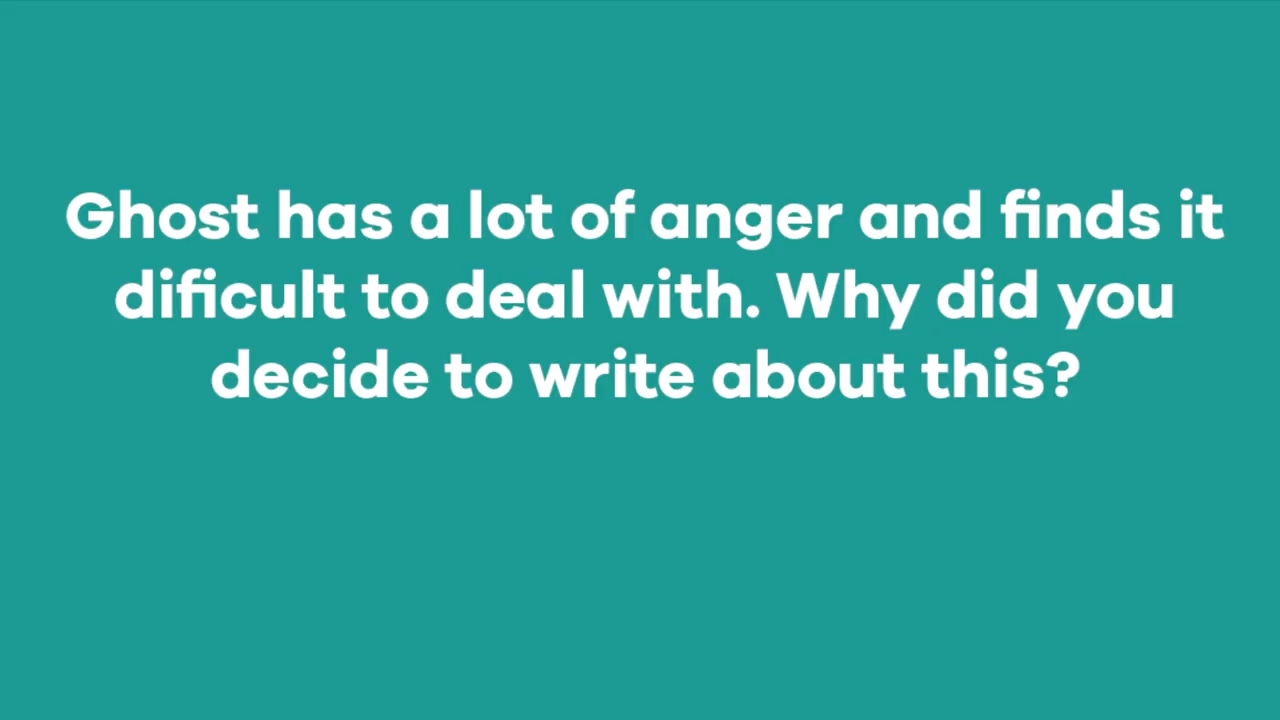 Ghost has a lot of anger and finds it
dificult to deal with. Why did you
decide to write about this?